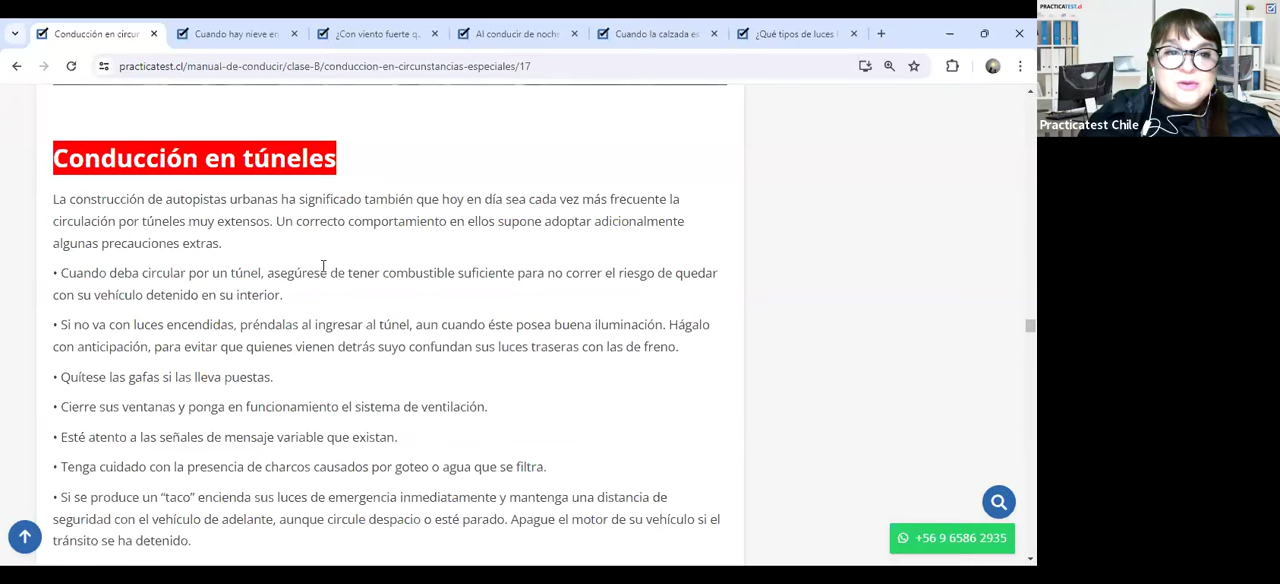 Conducción en circur
Cuando hay nieve en
¿Con viento fuerte q
Al conducir de noche
Cuando la calzada es
¿Qué tipos de luces
practicatest.cl/manual-de-conducir/clase-B/conduccion-en-circunstancias-especiales/17
PRACTICATEST.cl
Practicatest Chile
Conducción en túneles
La construcción de autopistas urbanas ha significado también que hoy en día sea cada vez más frecuente la
circulación por túneles muy extensos. Un correcto comportamiento en ellos supone adoptar adicionalmente
algunas precauciones extras.
• Cuando deba circular por un túnel, asegúrese de tener combustible suficiente para no correr el riesgo de quedar
con su vehículo detenido en su interior.
• Si no va con luces encendidas, préndalas al ingresar al túnel, aun cuando éste posea buena iluminación. Hágalo
con anticipación, para evitar que quienes vienen detrás suyo confundan sus luces traseras con las de freno.
• Quítese las gafas si las lleva puestas.
• Cierre sus ventanas y ponga en funcionamiento el sistema de ventilación.
• Esté atento a las señales de mensaje variable que existan.
• Tenga cuidado con la presencia de charcos causados por goteo o agua que se filtra.
• Si se produce un “taco” encienda sus luces de emergencia inmediatamente y mantenga una distancia de
seguridad con el vehículo de adelante, aunque circule despacio o esté parado. Apague el motor de su vehículo si el
tránsito se ha detenido.
+56 9 6586 2935